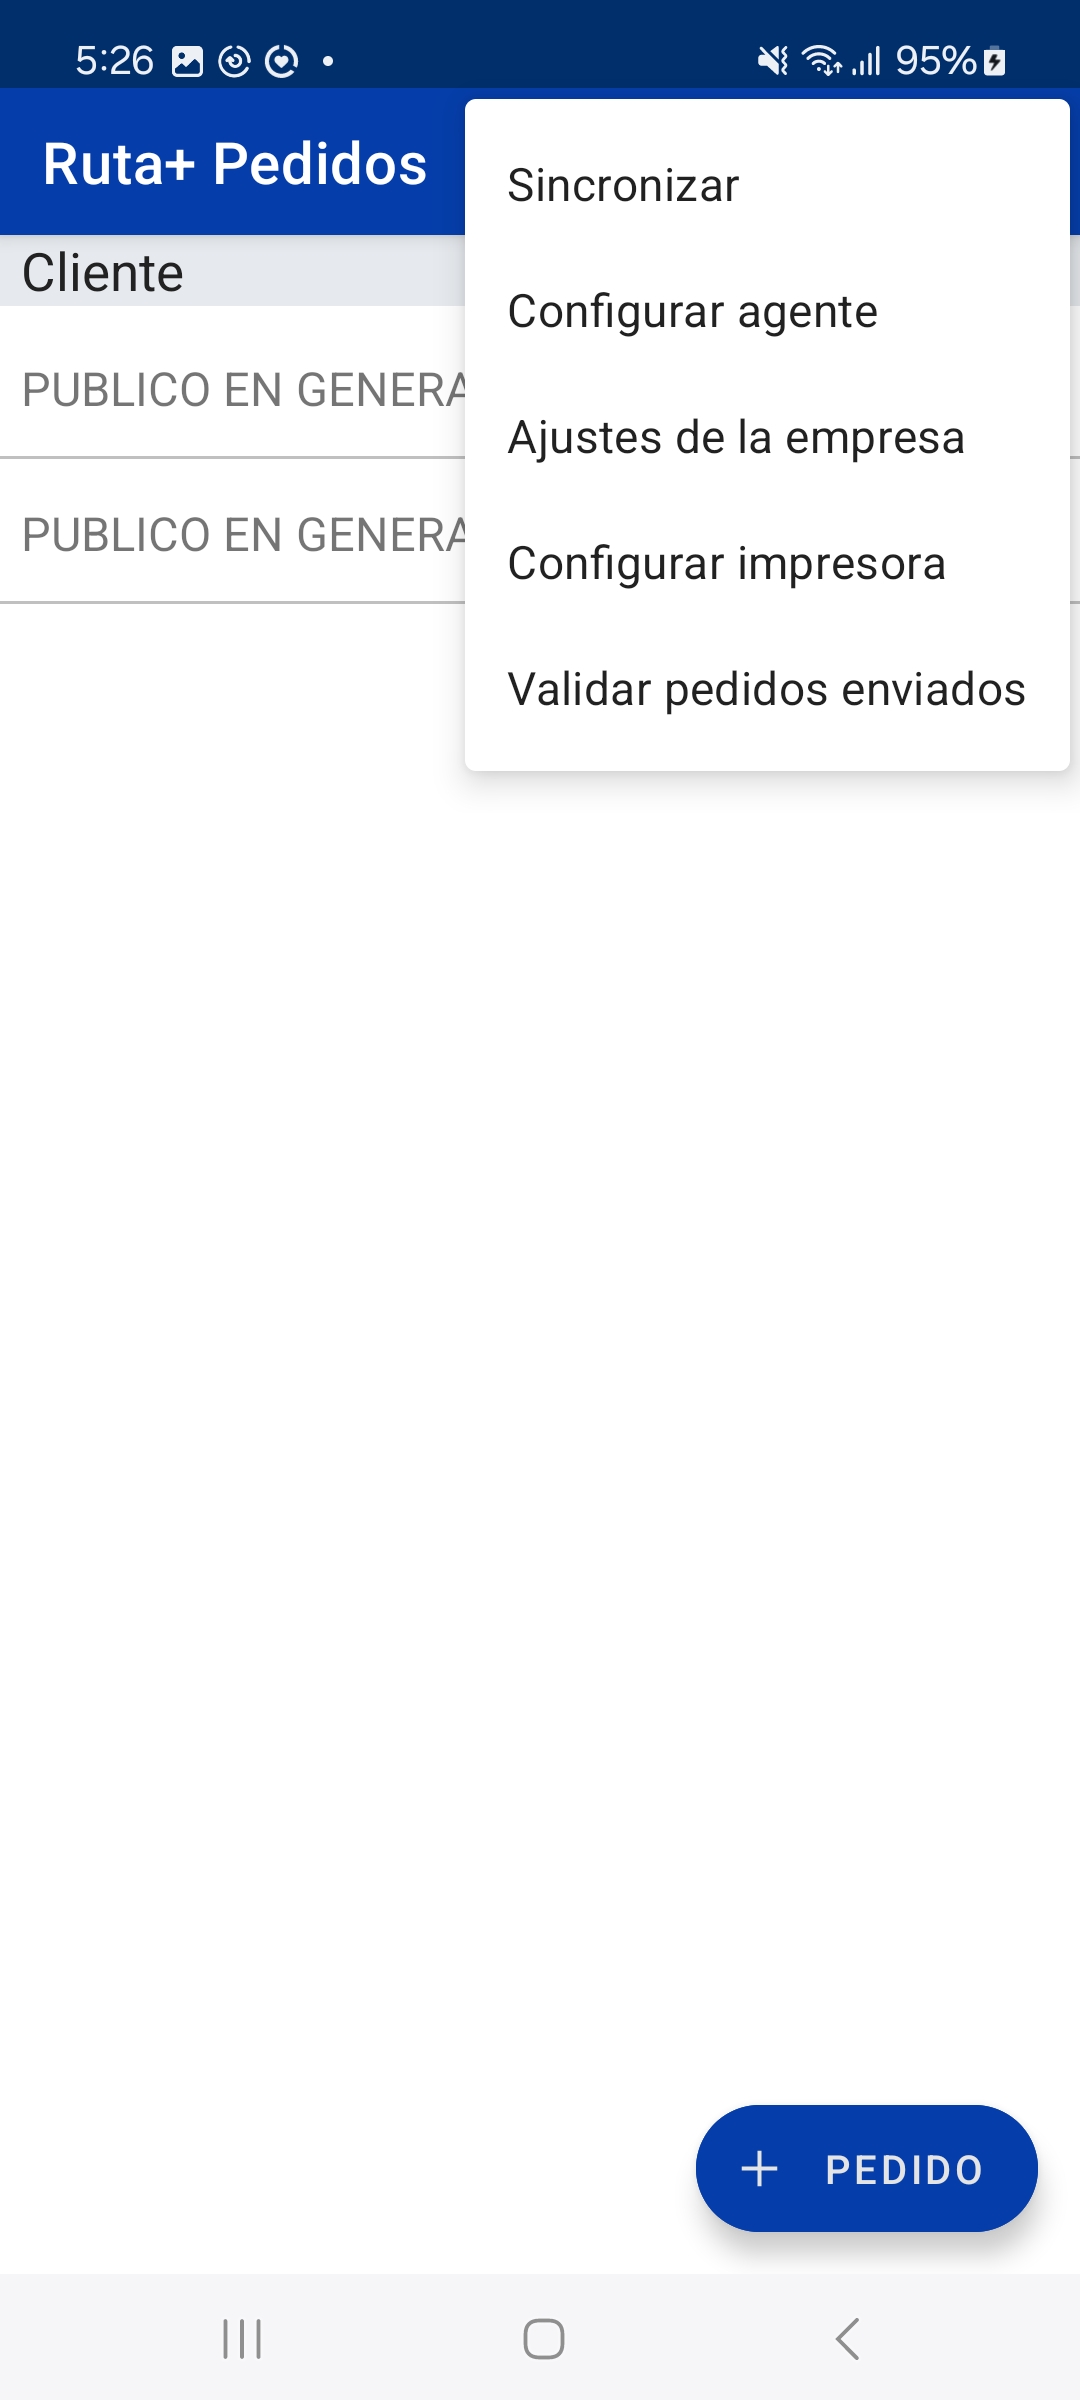 5:26
95%
Ruta+ Pedidos
Sincronizar
Configurar agente
Ajustes de la empresa
Configurar impresora
Validar pedidos enviados
Cliente
PUBLICO EN GENERA
PUBLICO EN GENERA
+ PEDIDO